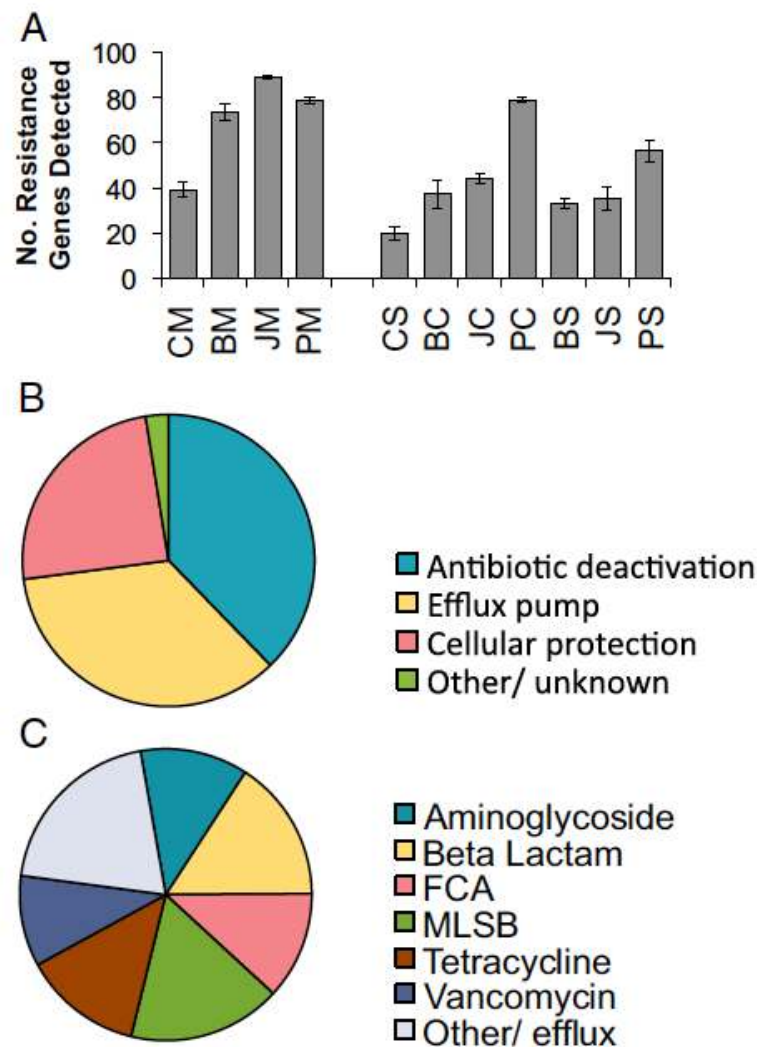 A
No. Resistance
Genes Detected
100
80
60
40
20
0
CM BM JM PM CS BC JC PC BS JS PS
B
Antibiotic deactivation
Efflux pump
Cellular protection
Other/ unknown
C
Aminoglycoside
Beta Lactam
FCA
MLSB
Tetracycline
Vancomycin
Other/ efflux